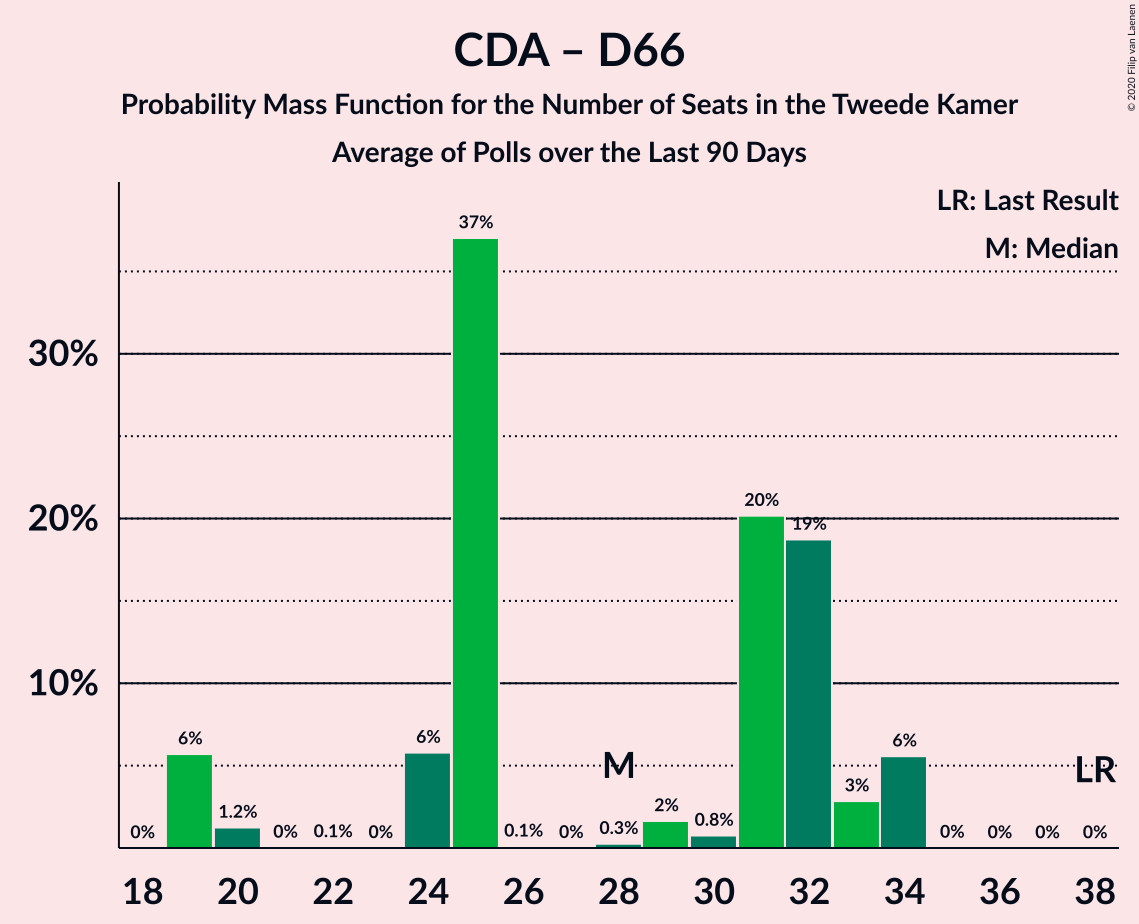 CDA – D66
Probability Mass Function for the Number of Seats in the Tweede Kamer
Average of Polls over the Last 90 Days
© 2020 Filip van Laenen
LR: Last Result
M: Median
37%
30%
20%
20%
19%
10%
6%
6%
M
6%
LR
3%
2%
1.2%
0.8%
0%
0%
0.1%
0%
0.1%
0%
0.3%
0%
0%
0%
0%
18 20 22 24 26 28 30 32 34 36 38